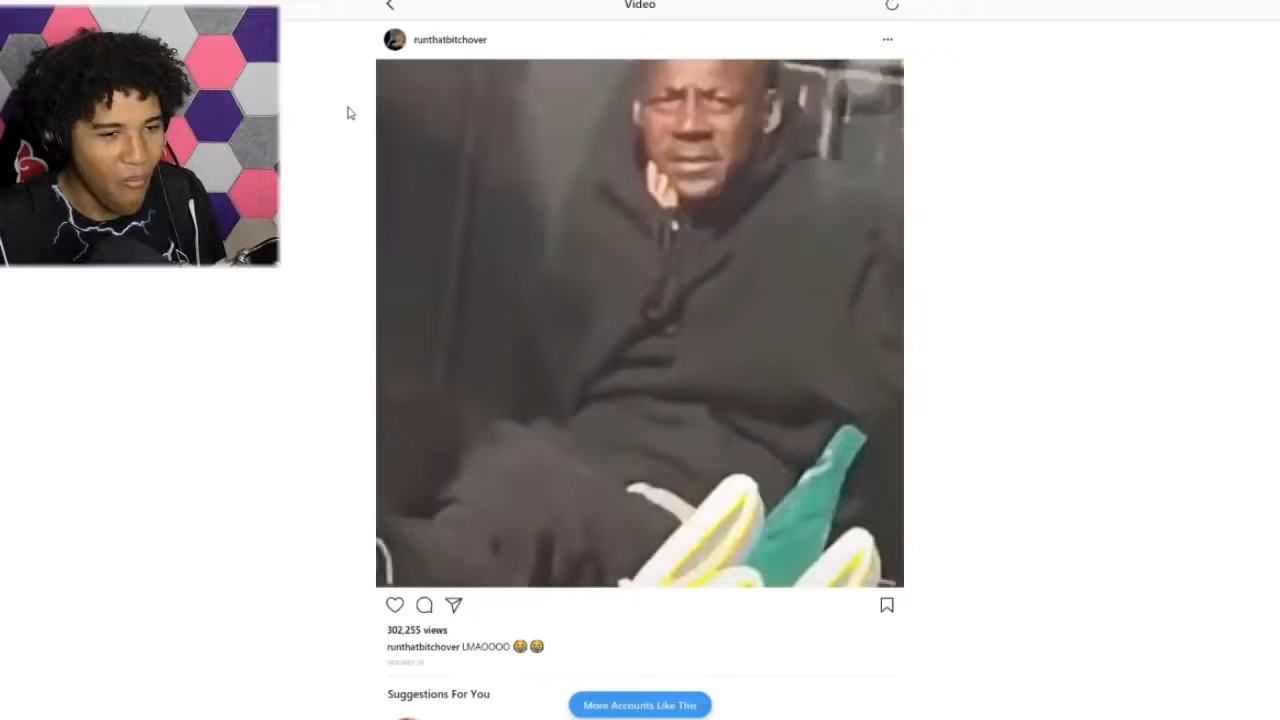 Video
runthatbitchover
302,255 views
runthatbitchover LMAOOOO 😂😂
Suggestions For You
More Accounts Like This